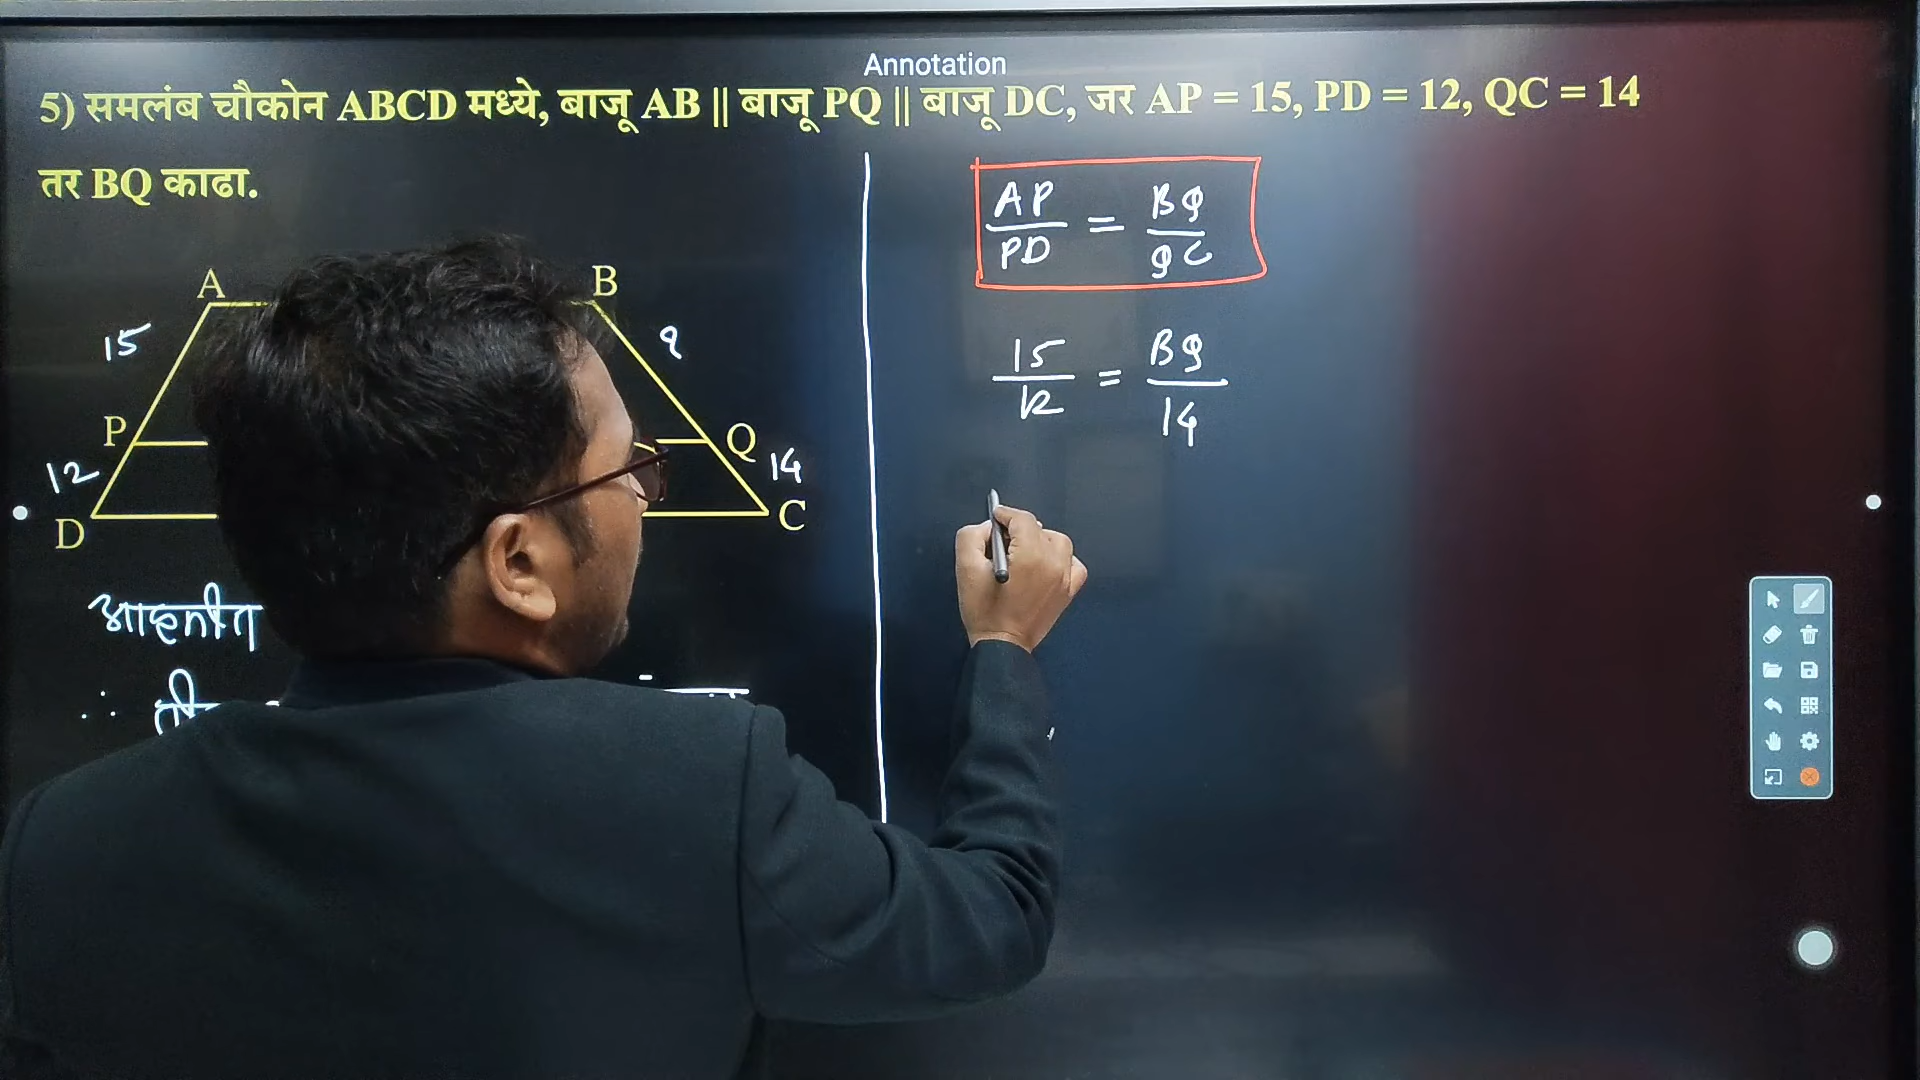 Annotation
5) समलंब चौकोन ABCD मध्ये, बाजू AB || बाजू PQ || बाजू DC, जर AP = 15, PD = 12, QC = 14
तर BQ काढा.
AP/PD = BQ/QC
A B
15 ?
15/12 = BQ/14
P Q
12 14
D C
आकृतीत
∴ तीन